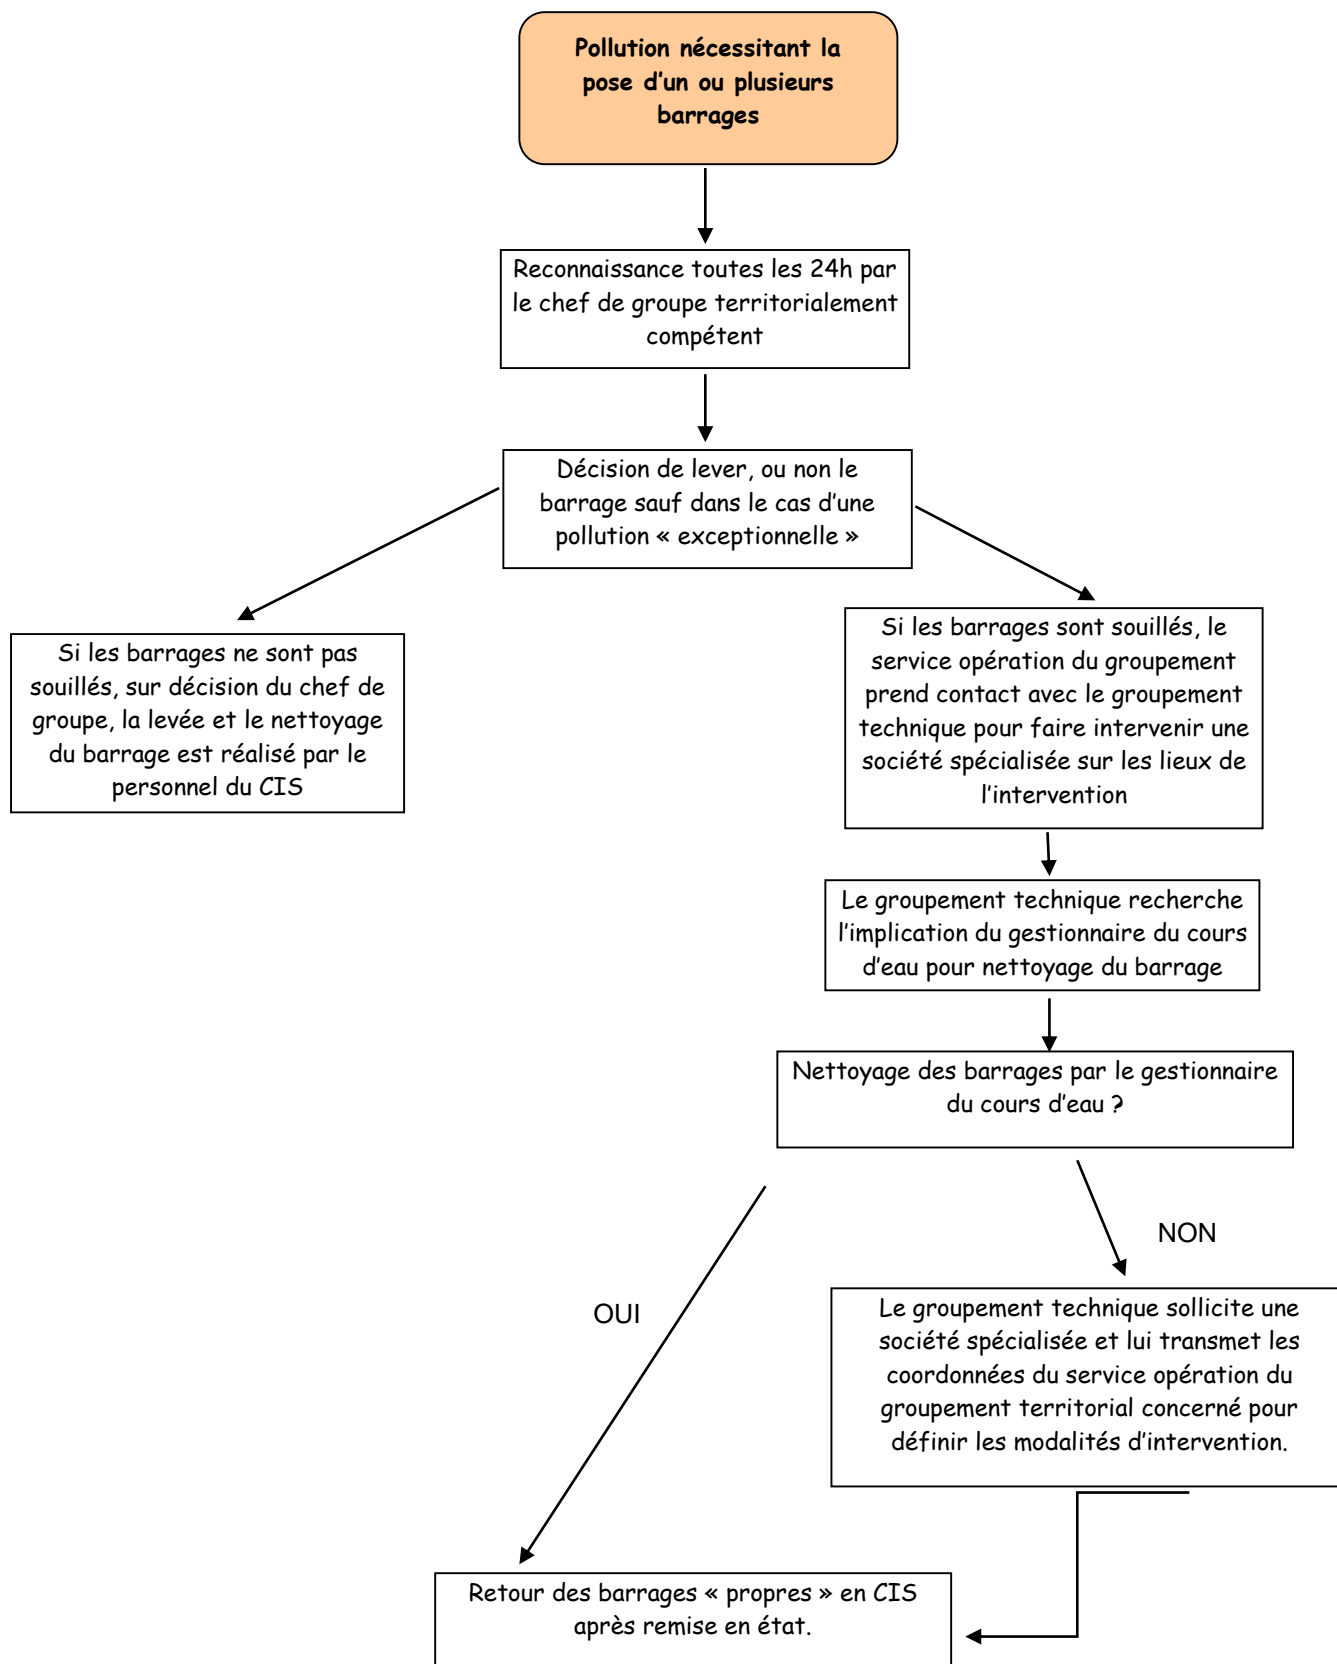 Pollution nécessitant la
pose d'un ou plusieurs
barrages
Reconnaissance toutes les 24h par
le chef de groupe territorialement
compétent
Décision de lever, ou non le
barrage sauf dans le cas d'une
pollution « exceptionnelle »
Si les barrages ne sont pas
souillés, sur décision du chef de
groupe, la levée et le nettoyage
du barrage est réalisé par le
personnel du CIS
Si les barrages sont souillés, le
service opération du groupement
prend contact avec le groupement
technique pour faire intervenir une
société spécialisée sur les lieux de
l'intervention
Le groupement technique recherche
l'implication du gestionnaire du cours
d'eau pour nettoyage du barrage
Nettoyage des barrages par le gestionnaire
du cours d'eau ?
NON
OUI
Le groupement technique sollicite une
société spécialisée et lui transmet les
coordonnées du service opération du
groupement territorial concerné pour
définir les modalités d'intervention.
Retour des barrages « propres » en CIS
après remise en état.